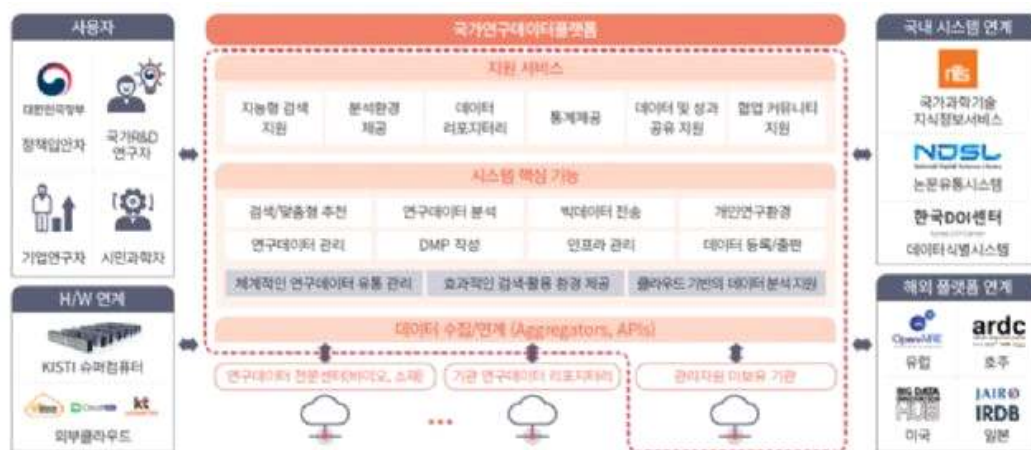 사용자
대한민국정부
정책입안자
국가R&D
연구자
기업연구자
시민과학자
H/W 연계
KISTI 슈퍼컴퓨터
kt
외부클라우드
국가연구데이터플랫폼
지원 서비스
지능형 검색
지원
분석환경
제공
데이터
리포지터리
통계제공
데이터 및 성과
공유 지원
협업 커뮤니티
지원
시스템 핵심 기능
검색/맞춤형 추천
연구데이터 분석
빅데이터 전송
개인연구환경
연구데이터 관리
DMP 작성
인프라 관리
데이터 등록/출판
체계적인 연구데이터 유통 관리
효과적인 검색·활용 환경 제공
클라우드 기반의 데이터 분석 지원
데이터 수집/연계 (Aggregators, APIs)
연구데이터 전문센터(바이오, 소재)
기관 연구데이터 리포지터리
관리자원 미보유 기관
국내 시스템 연계
ntis
국가과학기술
지식정보서비스
NDSL
논문유통시스템
한국DOI센터
데이터식별시스템
해외 플랫폼 연계
OpenAIRE
유럽
ardc
호주
BIG DATA
HUB
미국
JAIRO
IRDB
일본